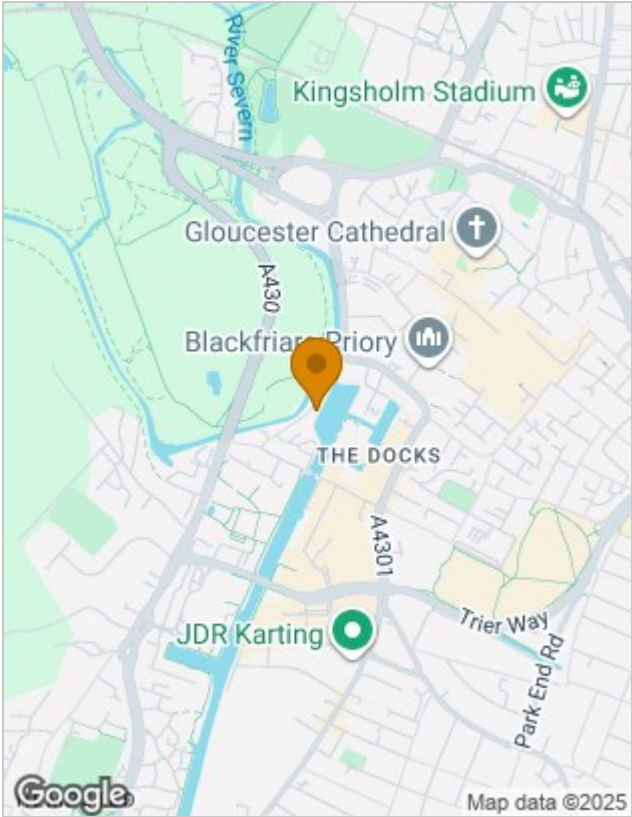 River Severn
Kingsholm Stadium
Gloucester Cathedral
A430
Priory
THE DOCKS
A4301
Trier Way
JDR Karting
Park End Rd
Google
Map data ©2025